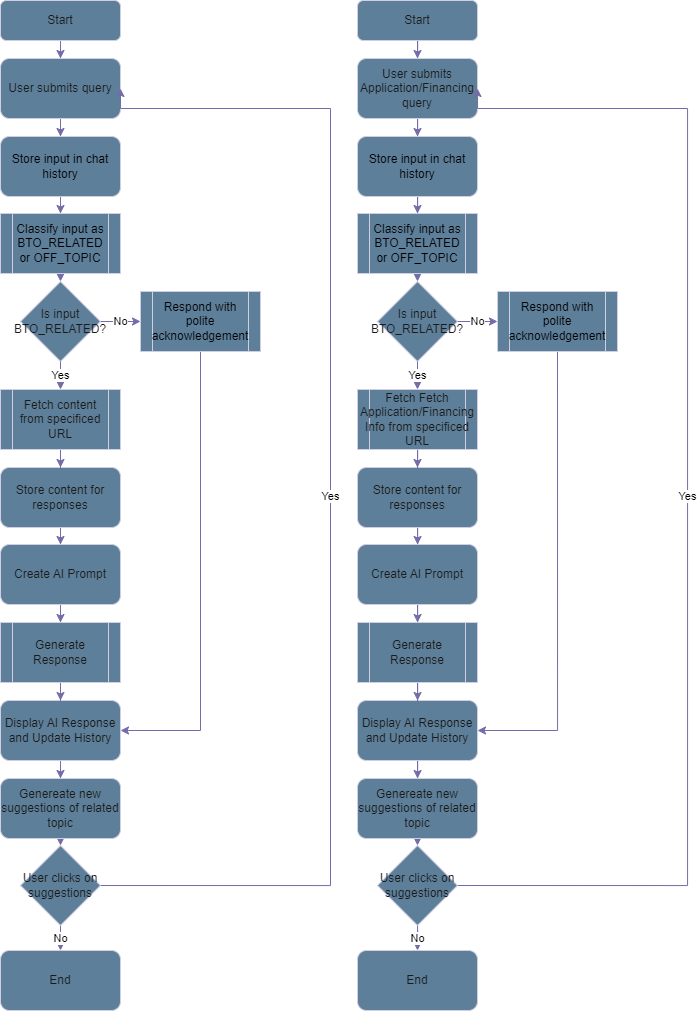 Start
User submits query
Store input in chat
history
Classify input as
BTO_RELATED
or OFF_TOPIC
Is input
BTO_RELATED?
No
Respond with
polite
acknowledgement
Yes
Fetch content
from specificed
URL
Store content for
responses
Yes
Create AI Prompt
Generate
Response
Display AI Response
and Update History
Genereate new
suggestions of related
topic
User clicks on
suggestions
No
End
Start
User submits
Application/Financing
query
Store input in chat
history
Classify input as
BTO_RELATED
or OFF_TOPIC
Is input
BTO_RELATED?
No
Respond with
polite
acknowledgement
Yes
Fetch Fetch
Application/Financing
Info from specificed
URL
Store content for
responses
Yes
Create AI Prompt
Generate
Response
Display AI Response
and Update History
Genereate new
suggestions of related
topic
User clicks on
suggestions
No
End